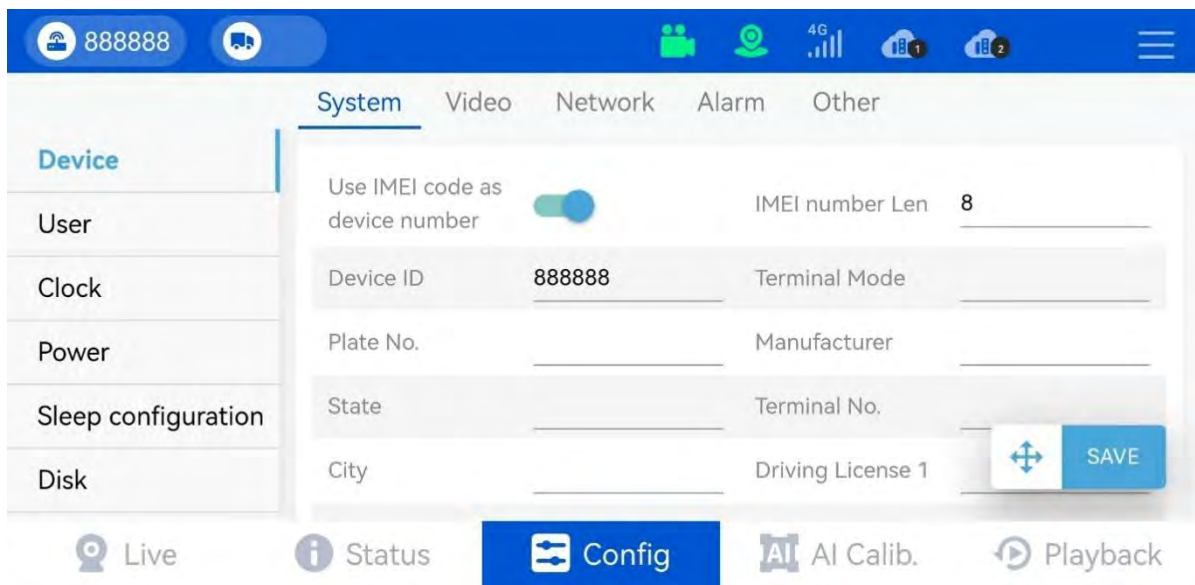 888888
4G
1
2
System Video Network Alarm Other
Device
User
Clock
Power
Sleep configuration
Disk
Use IMEI code as
device number
IMEI number Len 8
Device ID 888888 Terminal Mode
Plate No. Manufacturer
State Terminal No.
City Driving License 1
SAVE
Live Status Config AI AI Calib. Playback